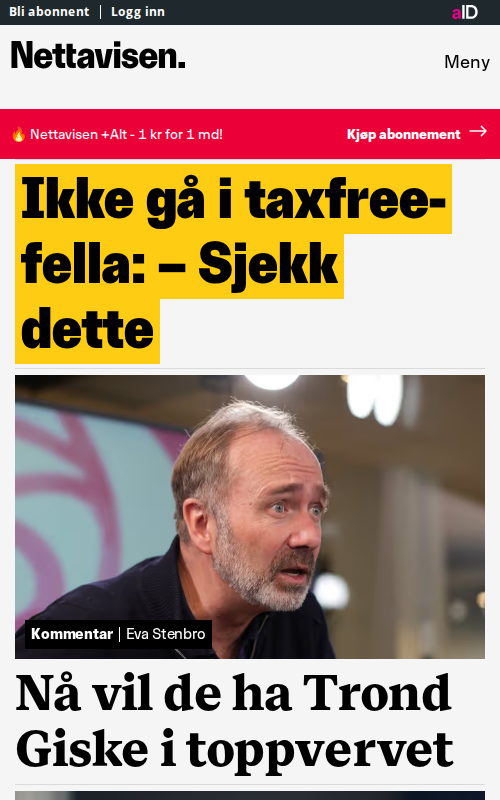 Bli abonnent | Logg inn
aID
Nettavisen.
Meny
🔥 Nettavisen +Alt - 1 kr for 1 md!
Kjøp abonnement →
Ikke gå i taxfree-
fella: – Sjekk
dette
Kommentar | Eva Stenbro
Nå vil de ha Trond
Giske i toppvervet